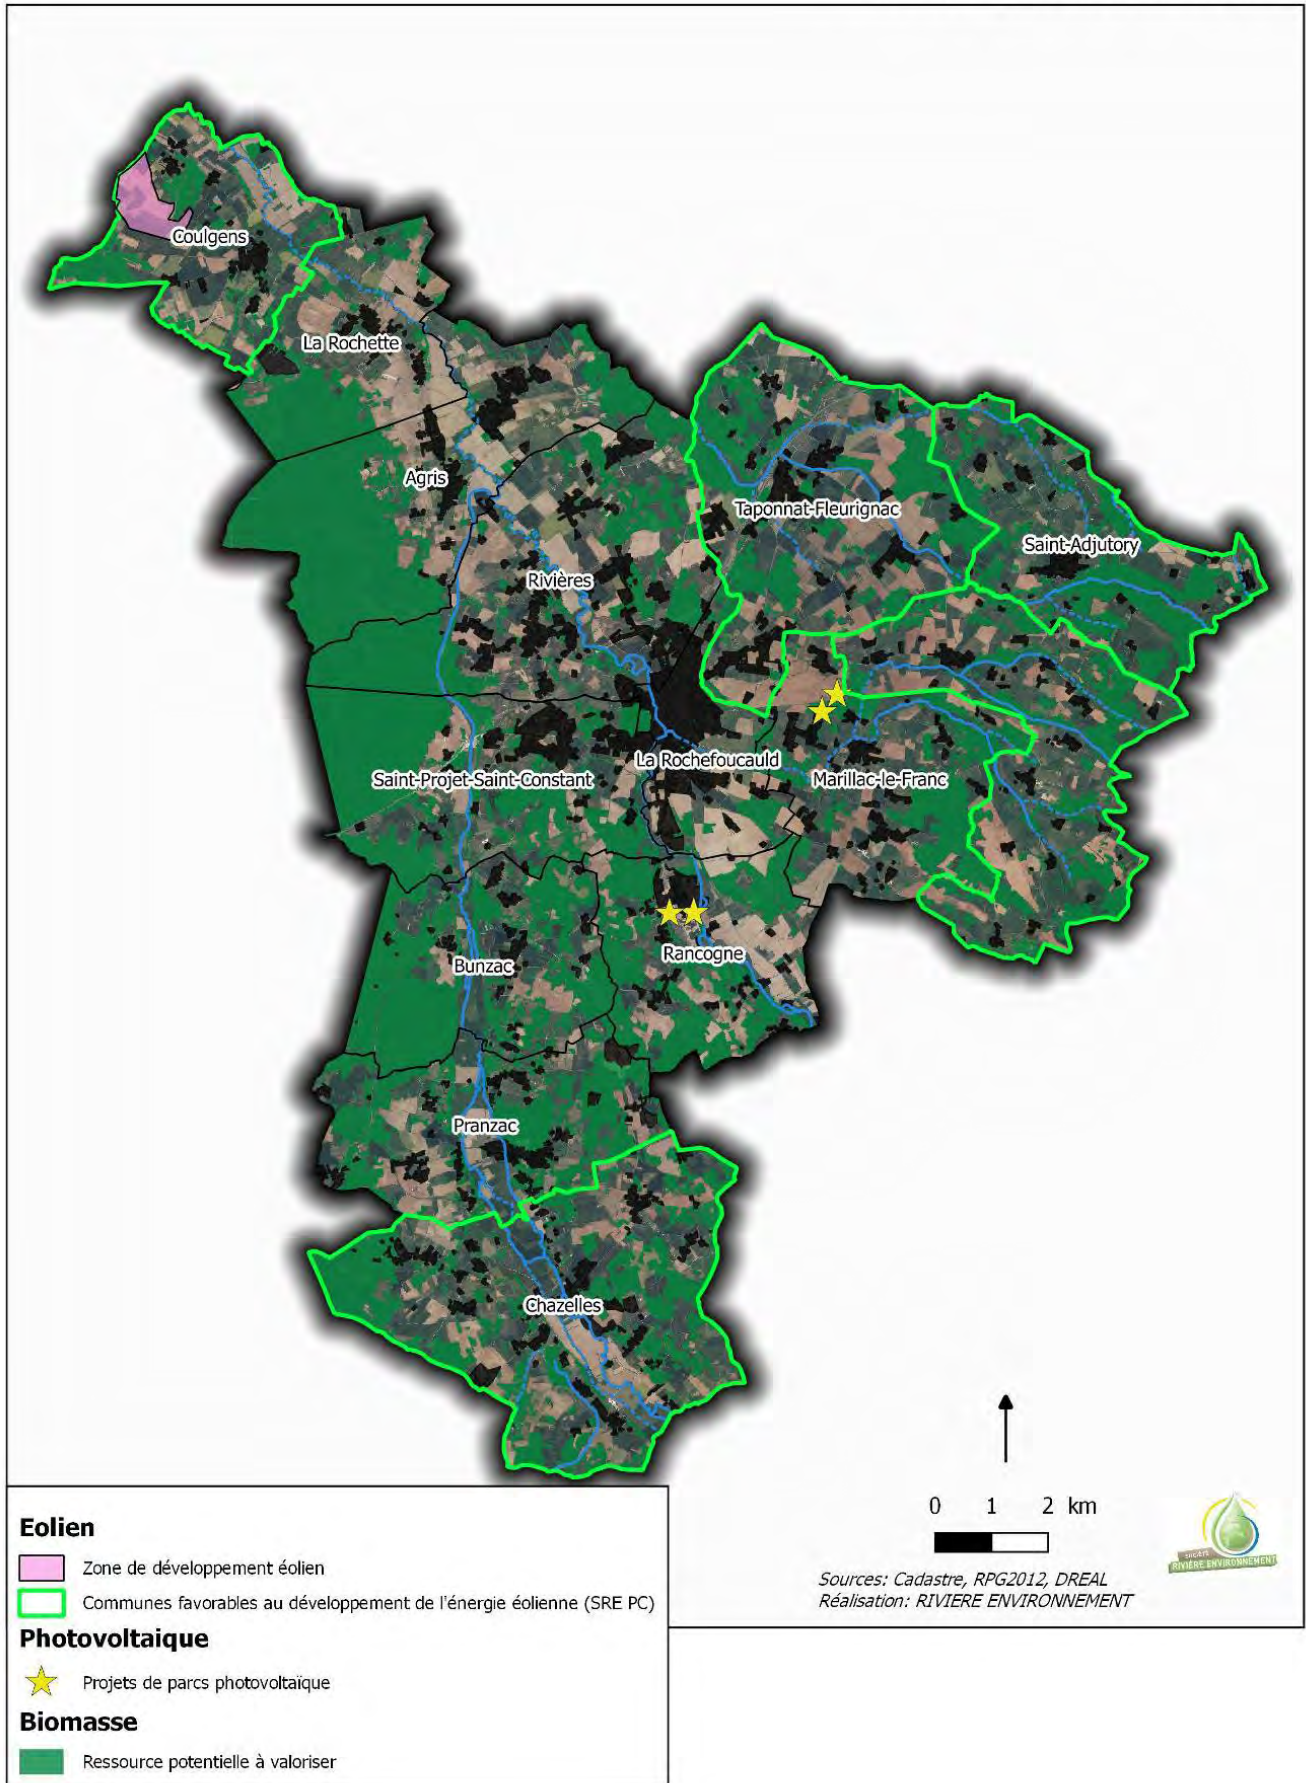 Coulgens
La Rochette
Agris
Taponnat-Fleurignac
Saint-Adjutory
Rivières
La Rochefoucauld
Saint-Projet-Saint-Constant
Marillac-le-Franc
Rancogne
Bunzac
Pranzac
Chazelles
0 1 2 km
Sources: Cadastre, RPG2012, DREAL
Réalisation: RIVIERE ENVIRONNEMENT
RIVIÈRE ENVIRONNEMENT
Eolien
Zone de développement éolien
Communes favorables au développement de l'énergie éolienne (SRE PC)
Photovoltaique
Projets de parcs photovoltaïque
Biomasse
Ressource potentielle à valoriser